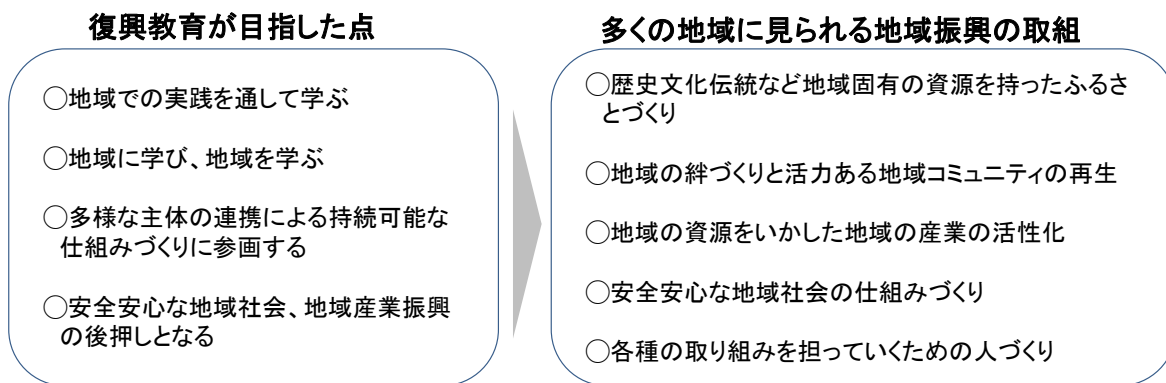 復興教育が目指した点
◯地域での実践を通して学ぶ
◯地域に学び、地域を学ぶ
◯多様な主体の連携による持続可能な
仕組みづくりに参画する
◯安全安心な地域社会、地域産業振興
の後押しとなる
多くの地域に見られる地域振興の取組
◯歴史文化伝統など地域固有の資源を持ったふるさ
とづくり
◯地域の絆づくりと活力ある地域コミュニティの再生
◯地域の資源をいかした地域の産業の活性化
◯安全安心な地域社会の仕組みづくり
◯各種の取り組みを担っていくための人づくり